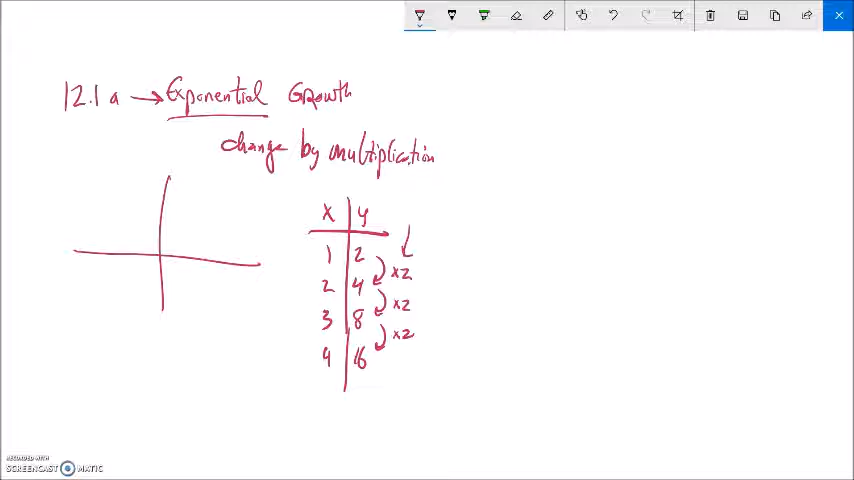 12.1 a → Exponential Growth
change by multiplication
x y
1 2
x2
2 4
x2
3 8
x2
4 16
RECORDED WITH
SCREENCAST MATIC